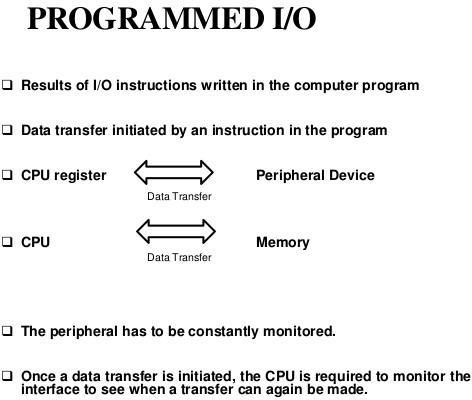 PROGRAMMED I/O
❑ Results of I/O instructions written in the computer program
❑ Data transfer initiated by an instruction in the program
❑ CPU register Peripheral Device
Data Transfer
❑ CPU Memory
Data Transfer
❑ The peripheral has to be constantly monitored.
❑ Once a data transfer is initiated, the CPU is required to monitor the
interface to see when a transfer can again be made.